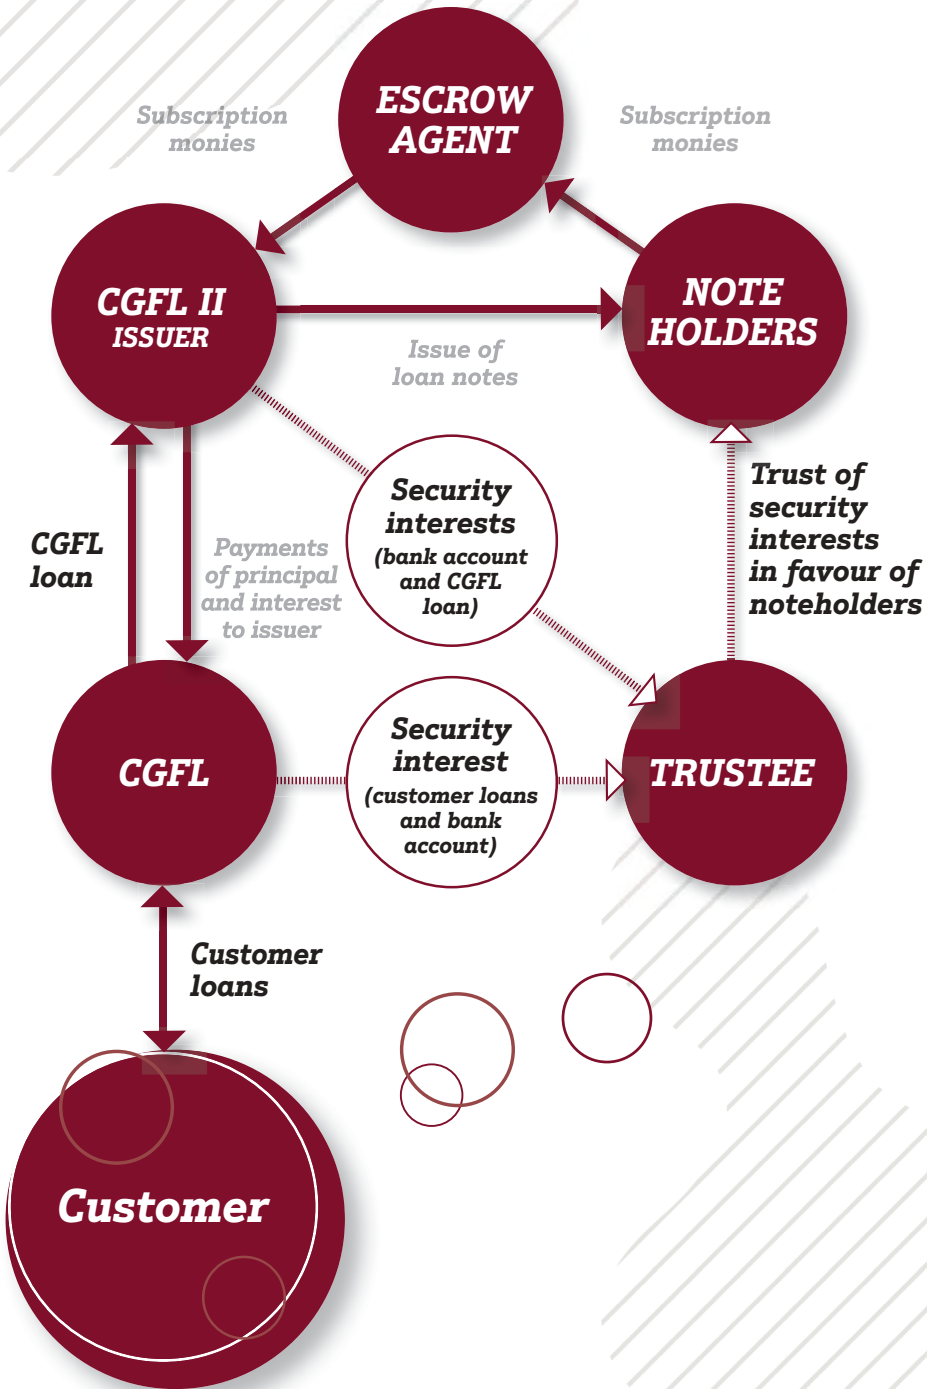 ESCROW
AGENT
Subscription
monies
Subscription
monies
CGFL II
ISSUER
NOTE
HOLDERS
Issue of
loan notes
Security
interests
(bank account
and CGFL
loan)
Trust of
security
interests
in favour of
noteholders
CGFL
loan
Payments
of principal
and interest
to issuer
CGFL
Security
interest
(customer loans
and bank
account)
TRUSTEE
Customer
loans
Customer